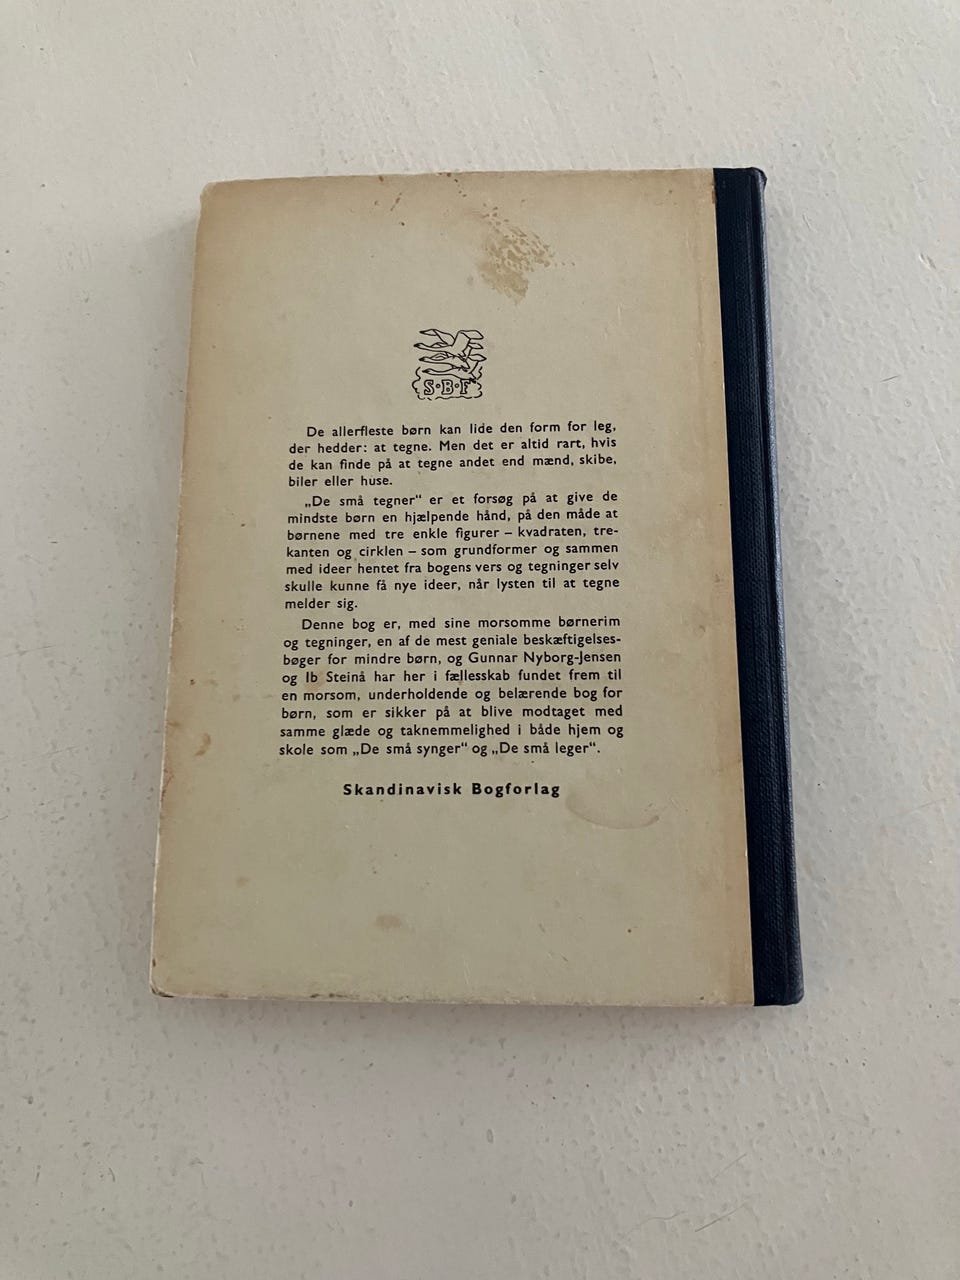 S·B·F
De allerfleste børn kan lide den form for leg,
der hedder: at tegne. Men det er altid rart, hvis
de kan finde på at tegne andet end mænd, skibe,
biler eller huse.
„De små tegner“ er et forsøg på at give de
mindste børn en hjælpende hånd, på den måde at
børnene med tre enkle figurer – kvadraten, tre-
kanten og cirklen – som grundformer og sammen
med ideer hentet fra bogens vers og tegninger selv
skulle kunne få nye ideer, når lysten til at tegne
melder sig.
Denne bog er, med sine morsomme børnerim
og tegninger, en af de mest geniale beskæftigelses-
bøger for mindre børn, og Gunnar Nyborg-Jensen
og Ib Steinå har her i fællesskab fundet frem til
en morsom, underholdende og belærende bog for
børn, som er sikker på at blive modtaget med
samme glæde og taknemmelighed i både hjem og
skole som „De små synger“ og „De små leger“.
Skandinavisk Bogforlag